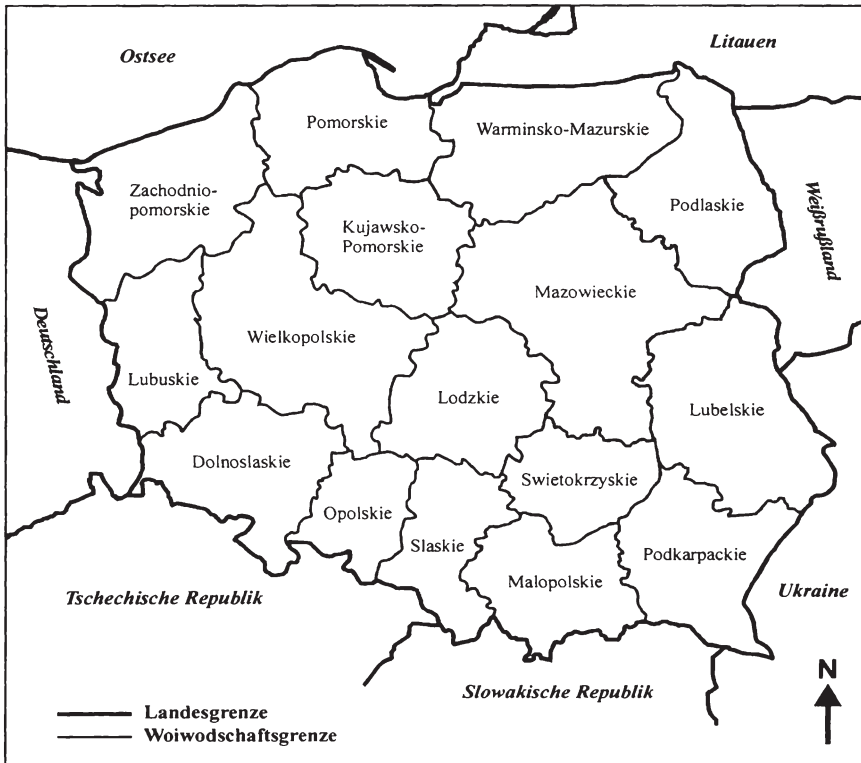 Ostsee
Litauen
Pomorskie
Warminsko-Mazurskie
Zachodnio-
pomorskie
Kujawsko-
Pomorskie
Podlaskie
Weißrußland
Mazowieckie
Deutschland
Wielkopolskie
Lubuskie
Lodzkie
Lubelskie
Dolnoslaskie
Swietokrzyskie
Opolskie
Slaskie
Podkarpackie
Malopolskie
Tschechische Republik
Ukraine
Slowakische Republik
N
Landesgrenze
Woiwodschaftsgrenze